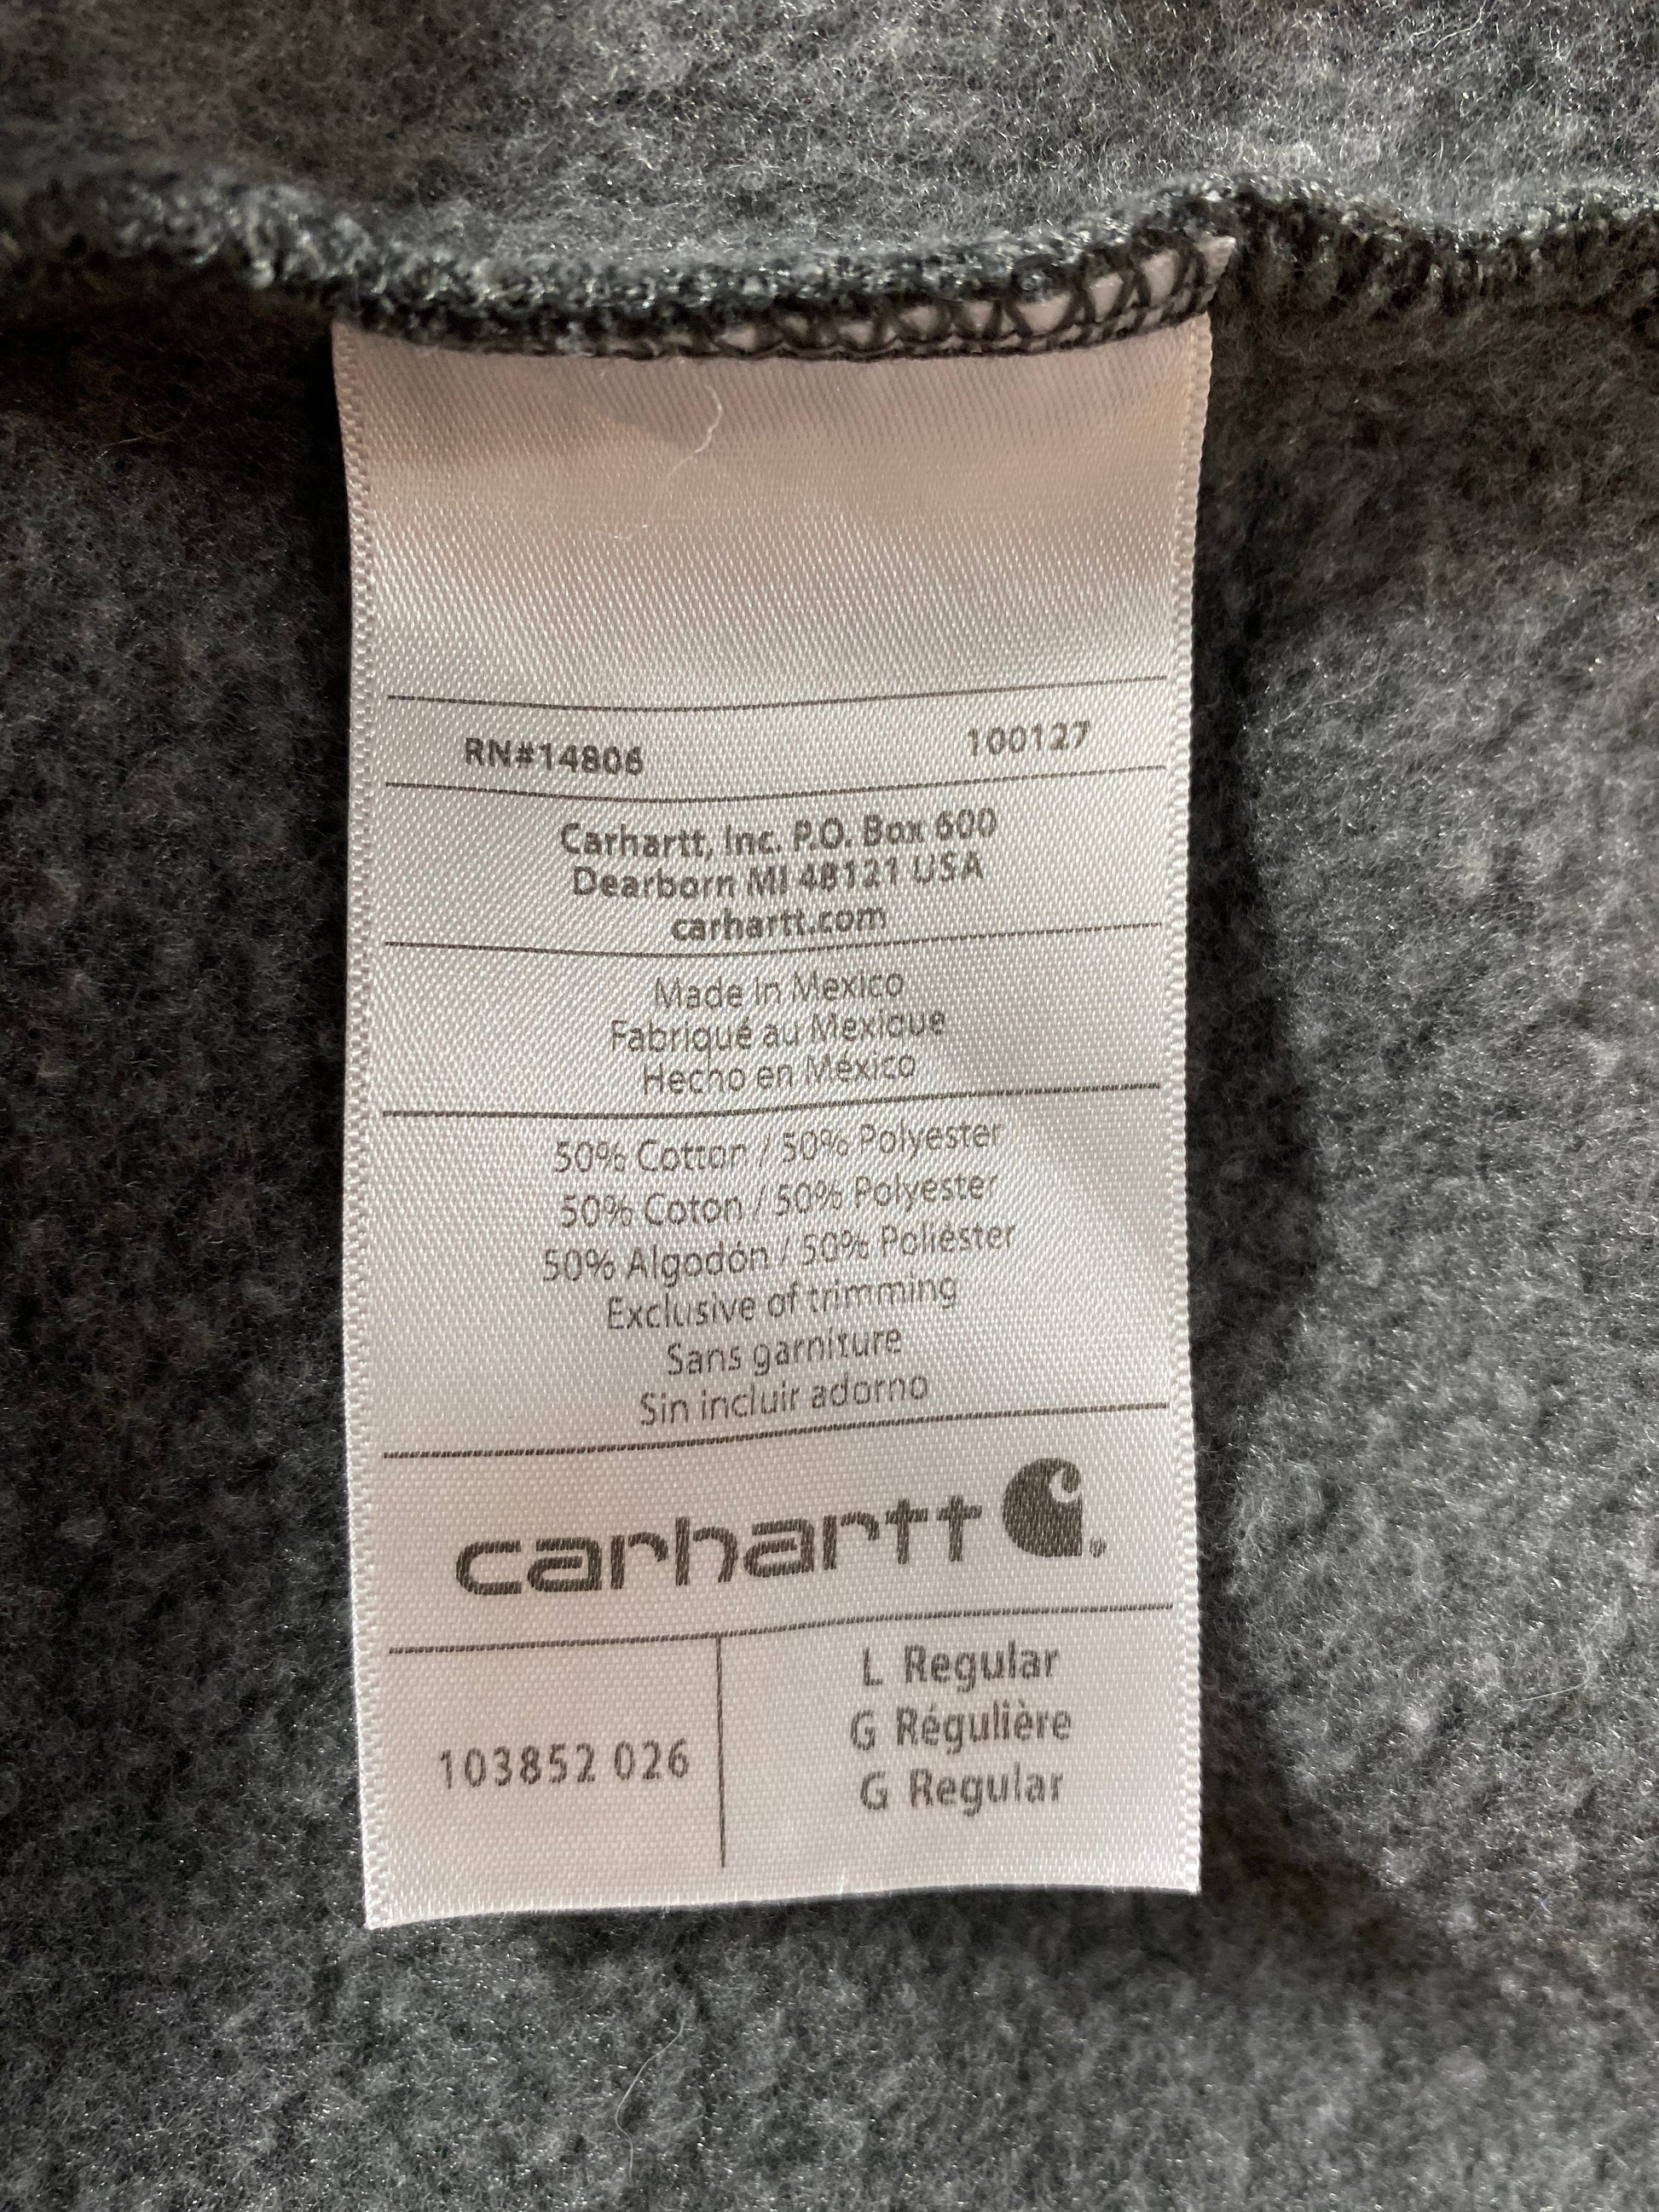 RN#14806 100127
Carhartt, Inc. P.O. Box 600
Dearborn MI 48121 USA
carhartt.com
Made In Mexico
Fabriqué au Mexique
Hecho en México
50% Cotton / 50% Polyester
50% Coton / 50% Polyester
50% Algodón / 50% Poliéster
Exclusive of trimming
Sans garniture
Sin incluir adorno
carhartt
103852 026
L Regular
G Régulière
G Regular